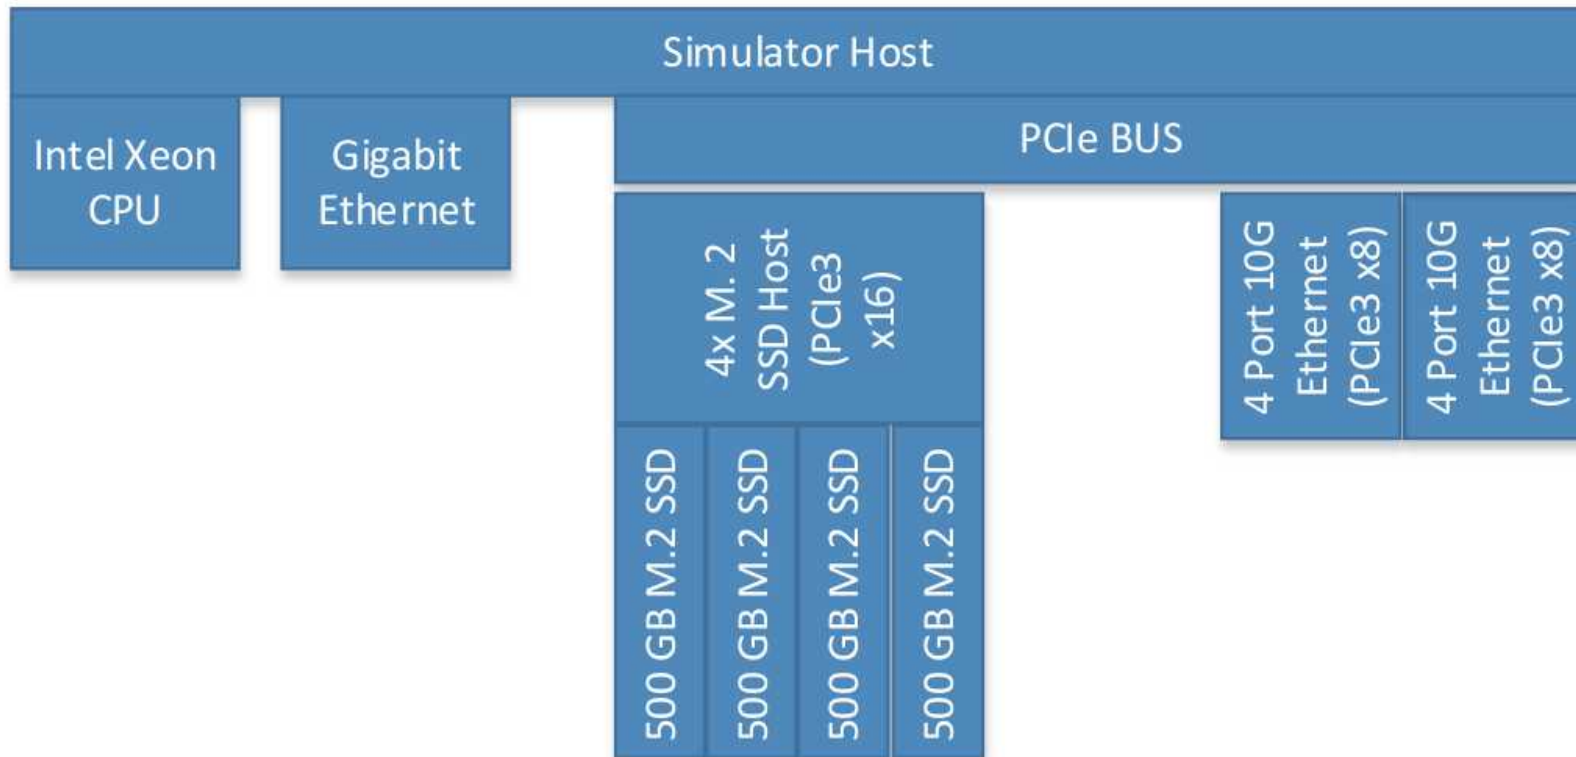 Simulator Host
Intel Xeon
CPU
Gigabit
Ethernet
PCIe BUS
4x M. 2
SSD Host
(PCIe3
x16)
4 Port 10G
Ethernet
(PCIe3 x8)
4 Port 10G
Ethernet
(PCIe3 x8)
500 GB M.2 SSD
500 GB M.2 SSD
500 GB M.2 SSD
500 GB M.2 SSD